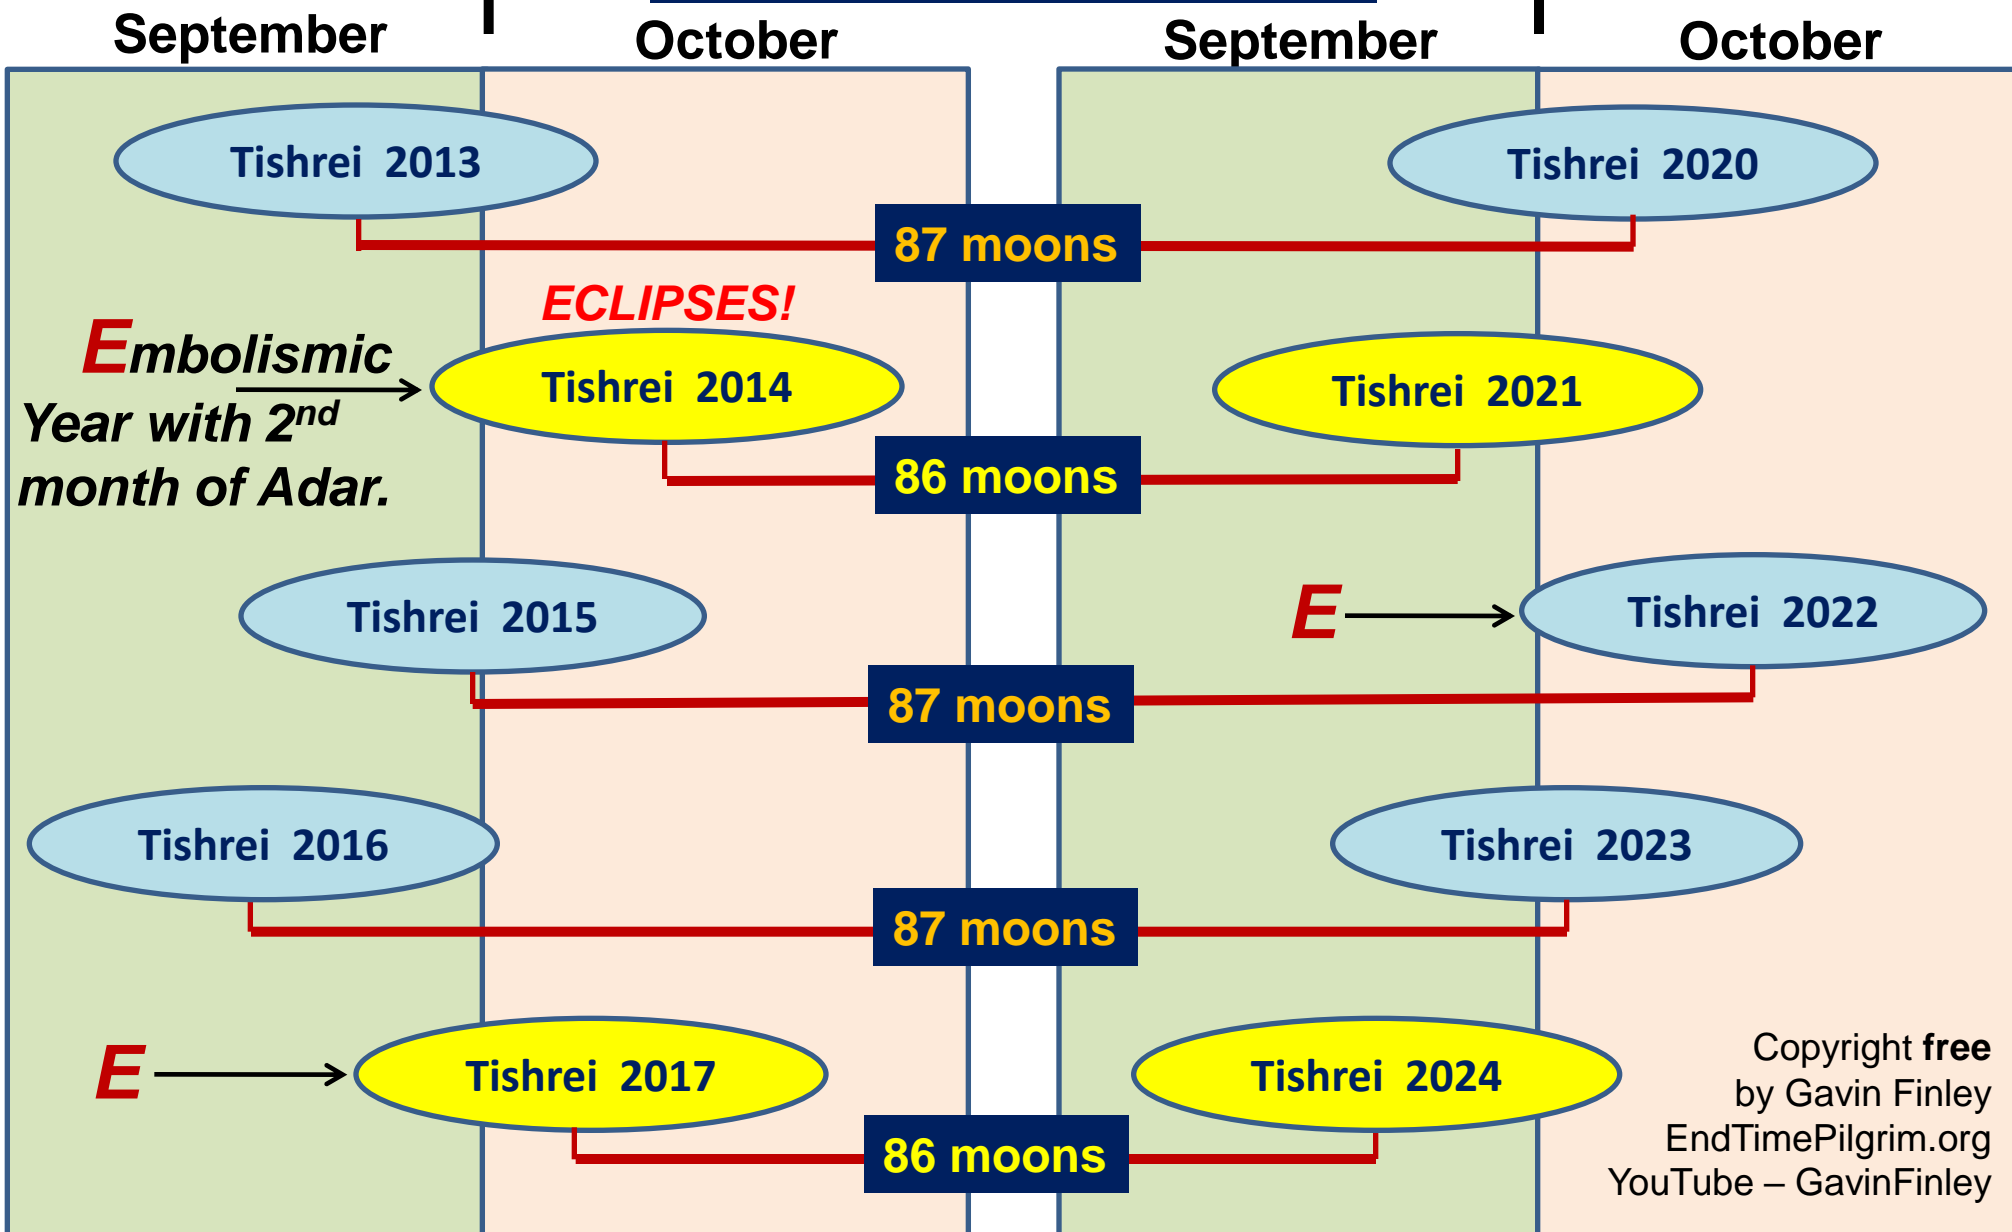 September
October
September
October
Tishrei 2013
Tishrei 2020
87 moons
ECLIPSES!
Embolismic
Year with 2nd
month of Adar.
Tishrei 2014
Tishrei 2021
86 moons
Tishrei 2015
E
Tishrei 2022
87 moons
Tishrei 2016
Tishrei 2023
87 moons
E
Tishrei 2017
Tishrei 2024
86 moons
Copyright free
by Gavin Finley
EndTimePilgrim.org
YouTube – GavinFinley